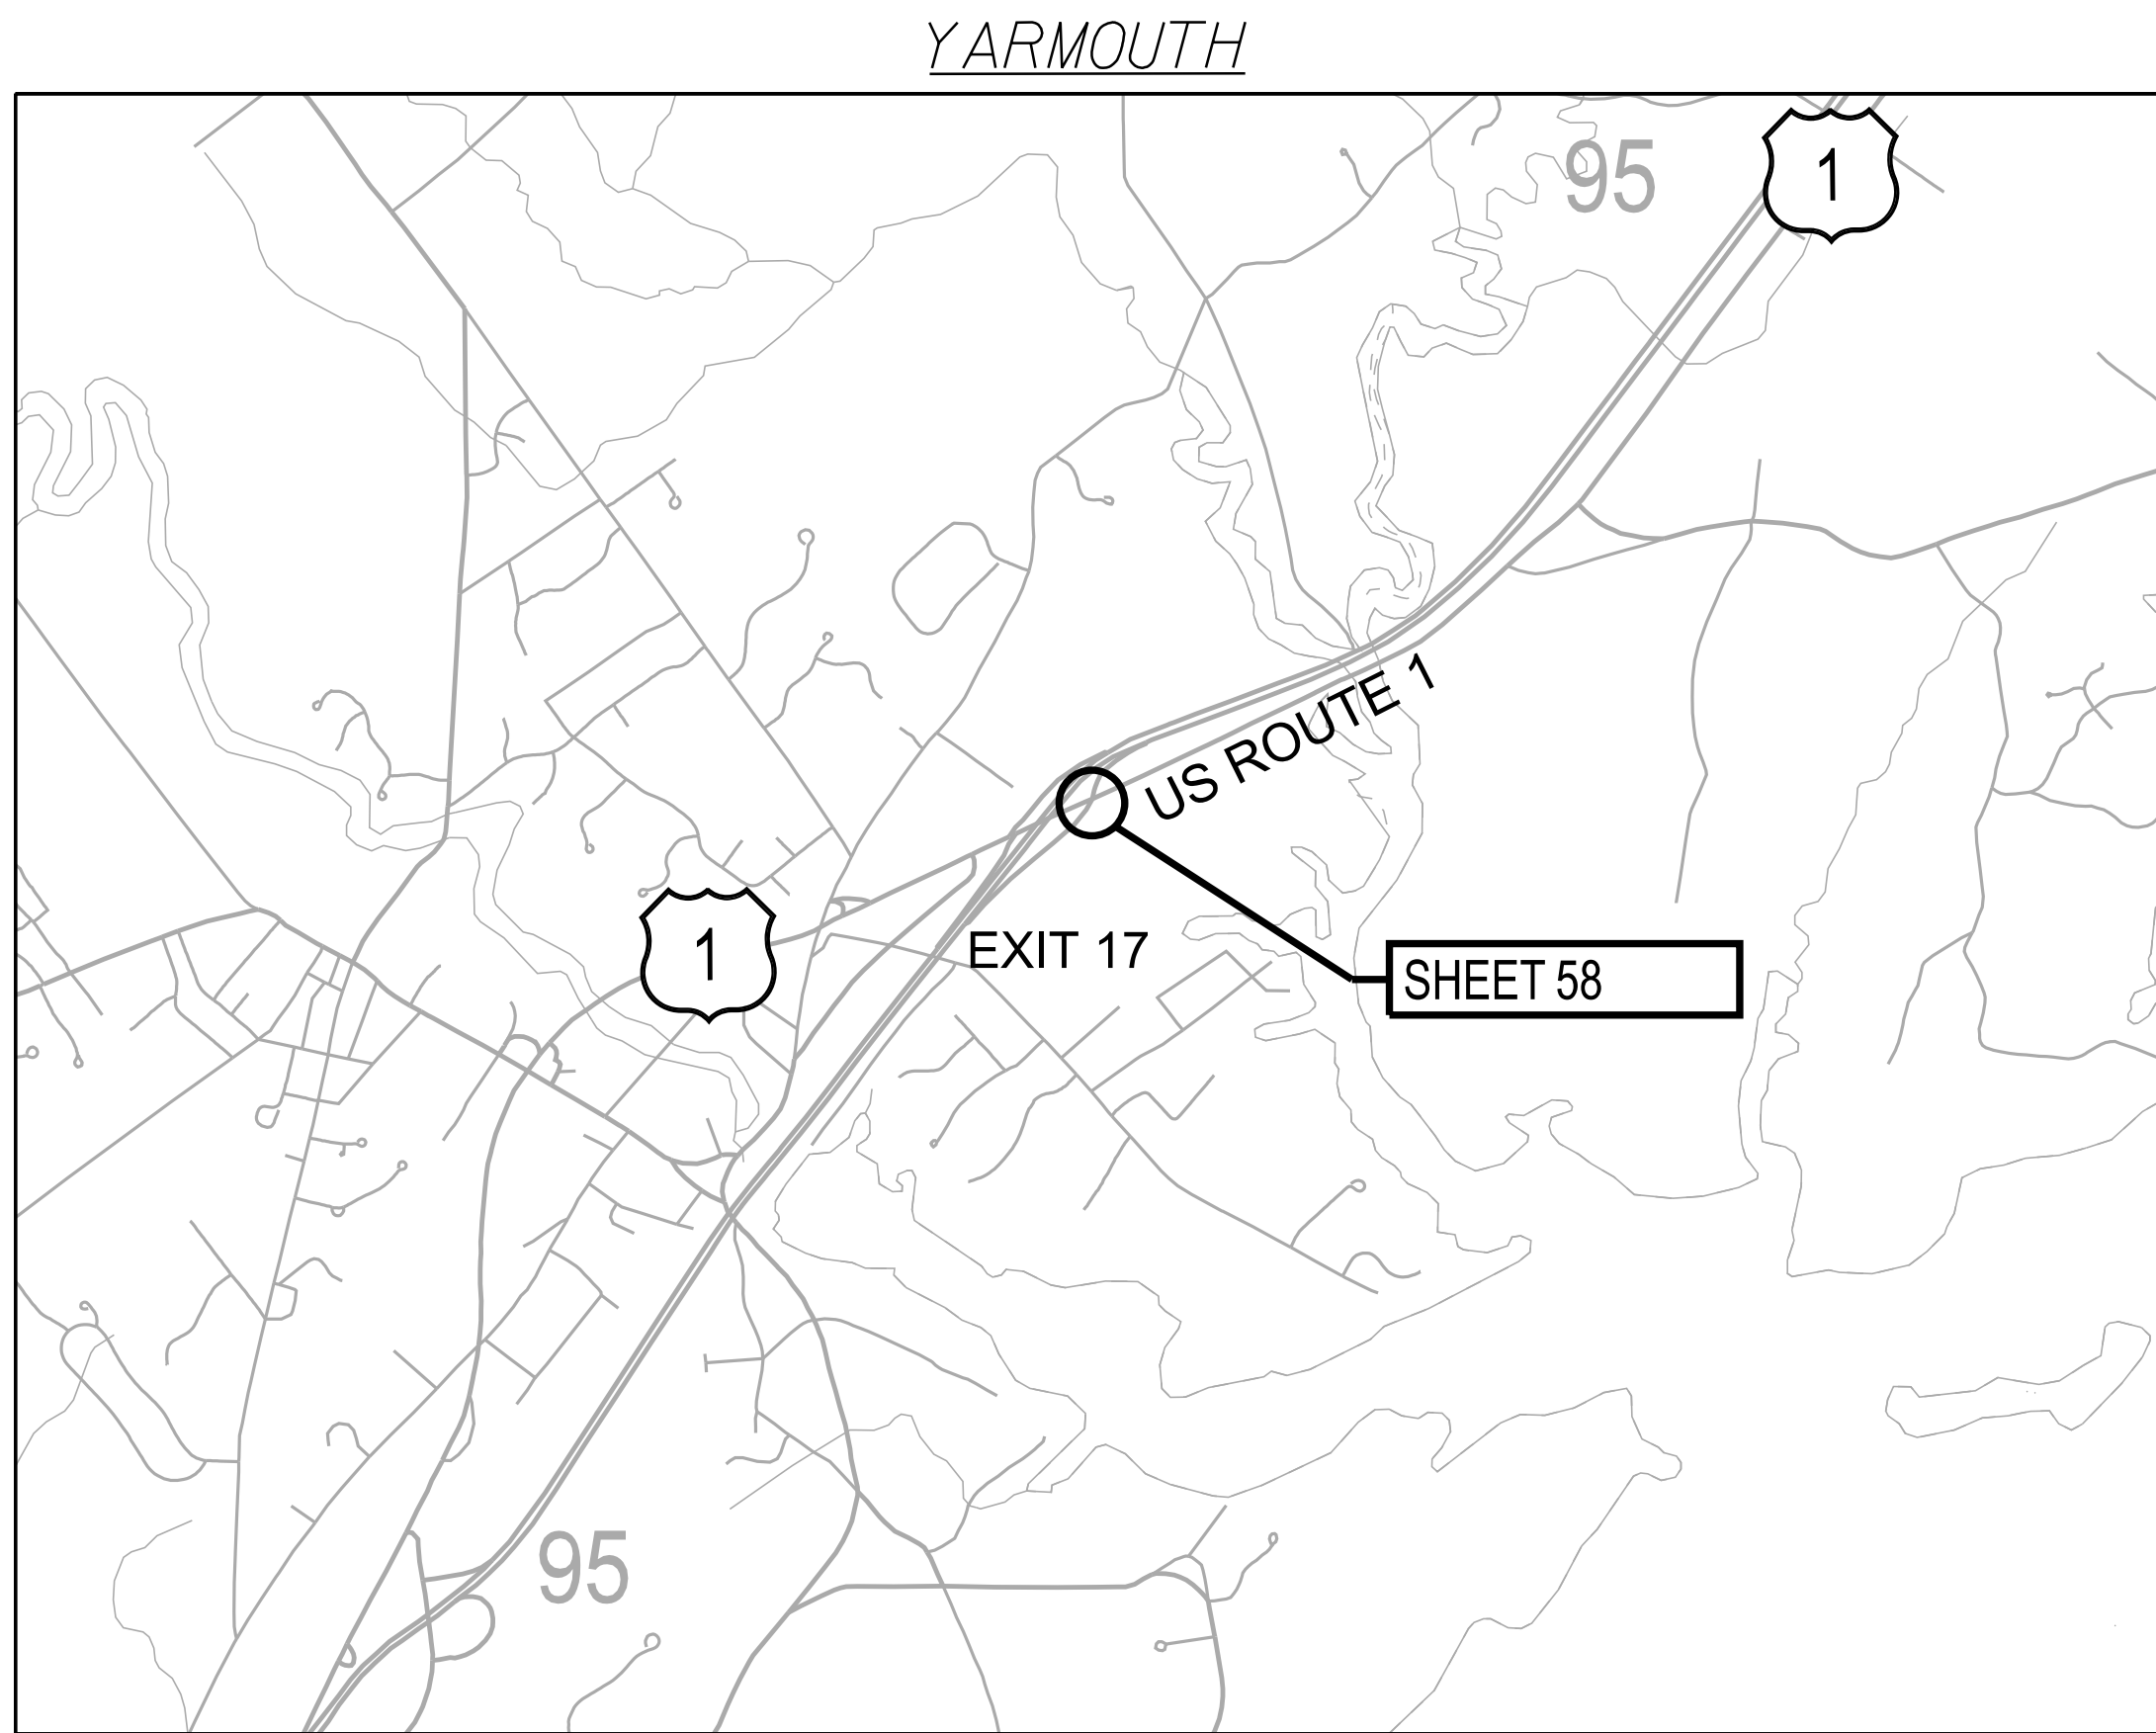 YARMOUTH
95
1
US ROUTE 1
1
EXIT 17
SHEET 58
95